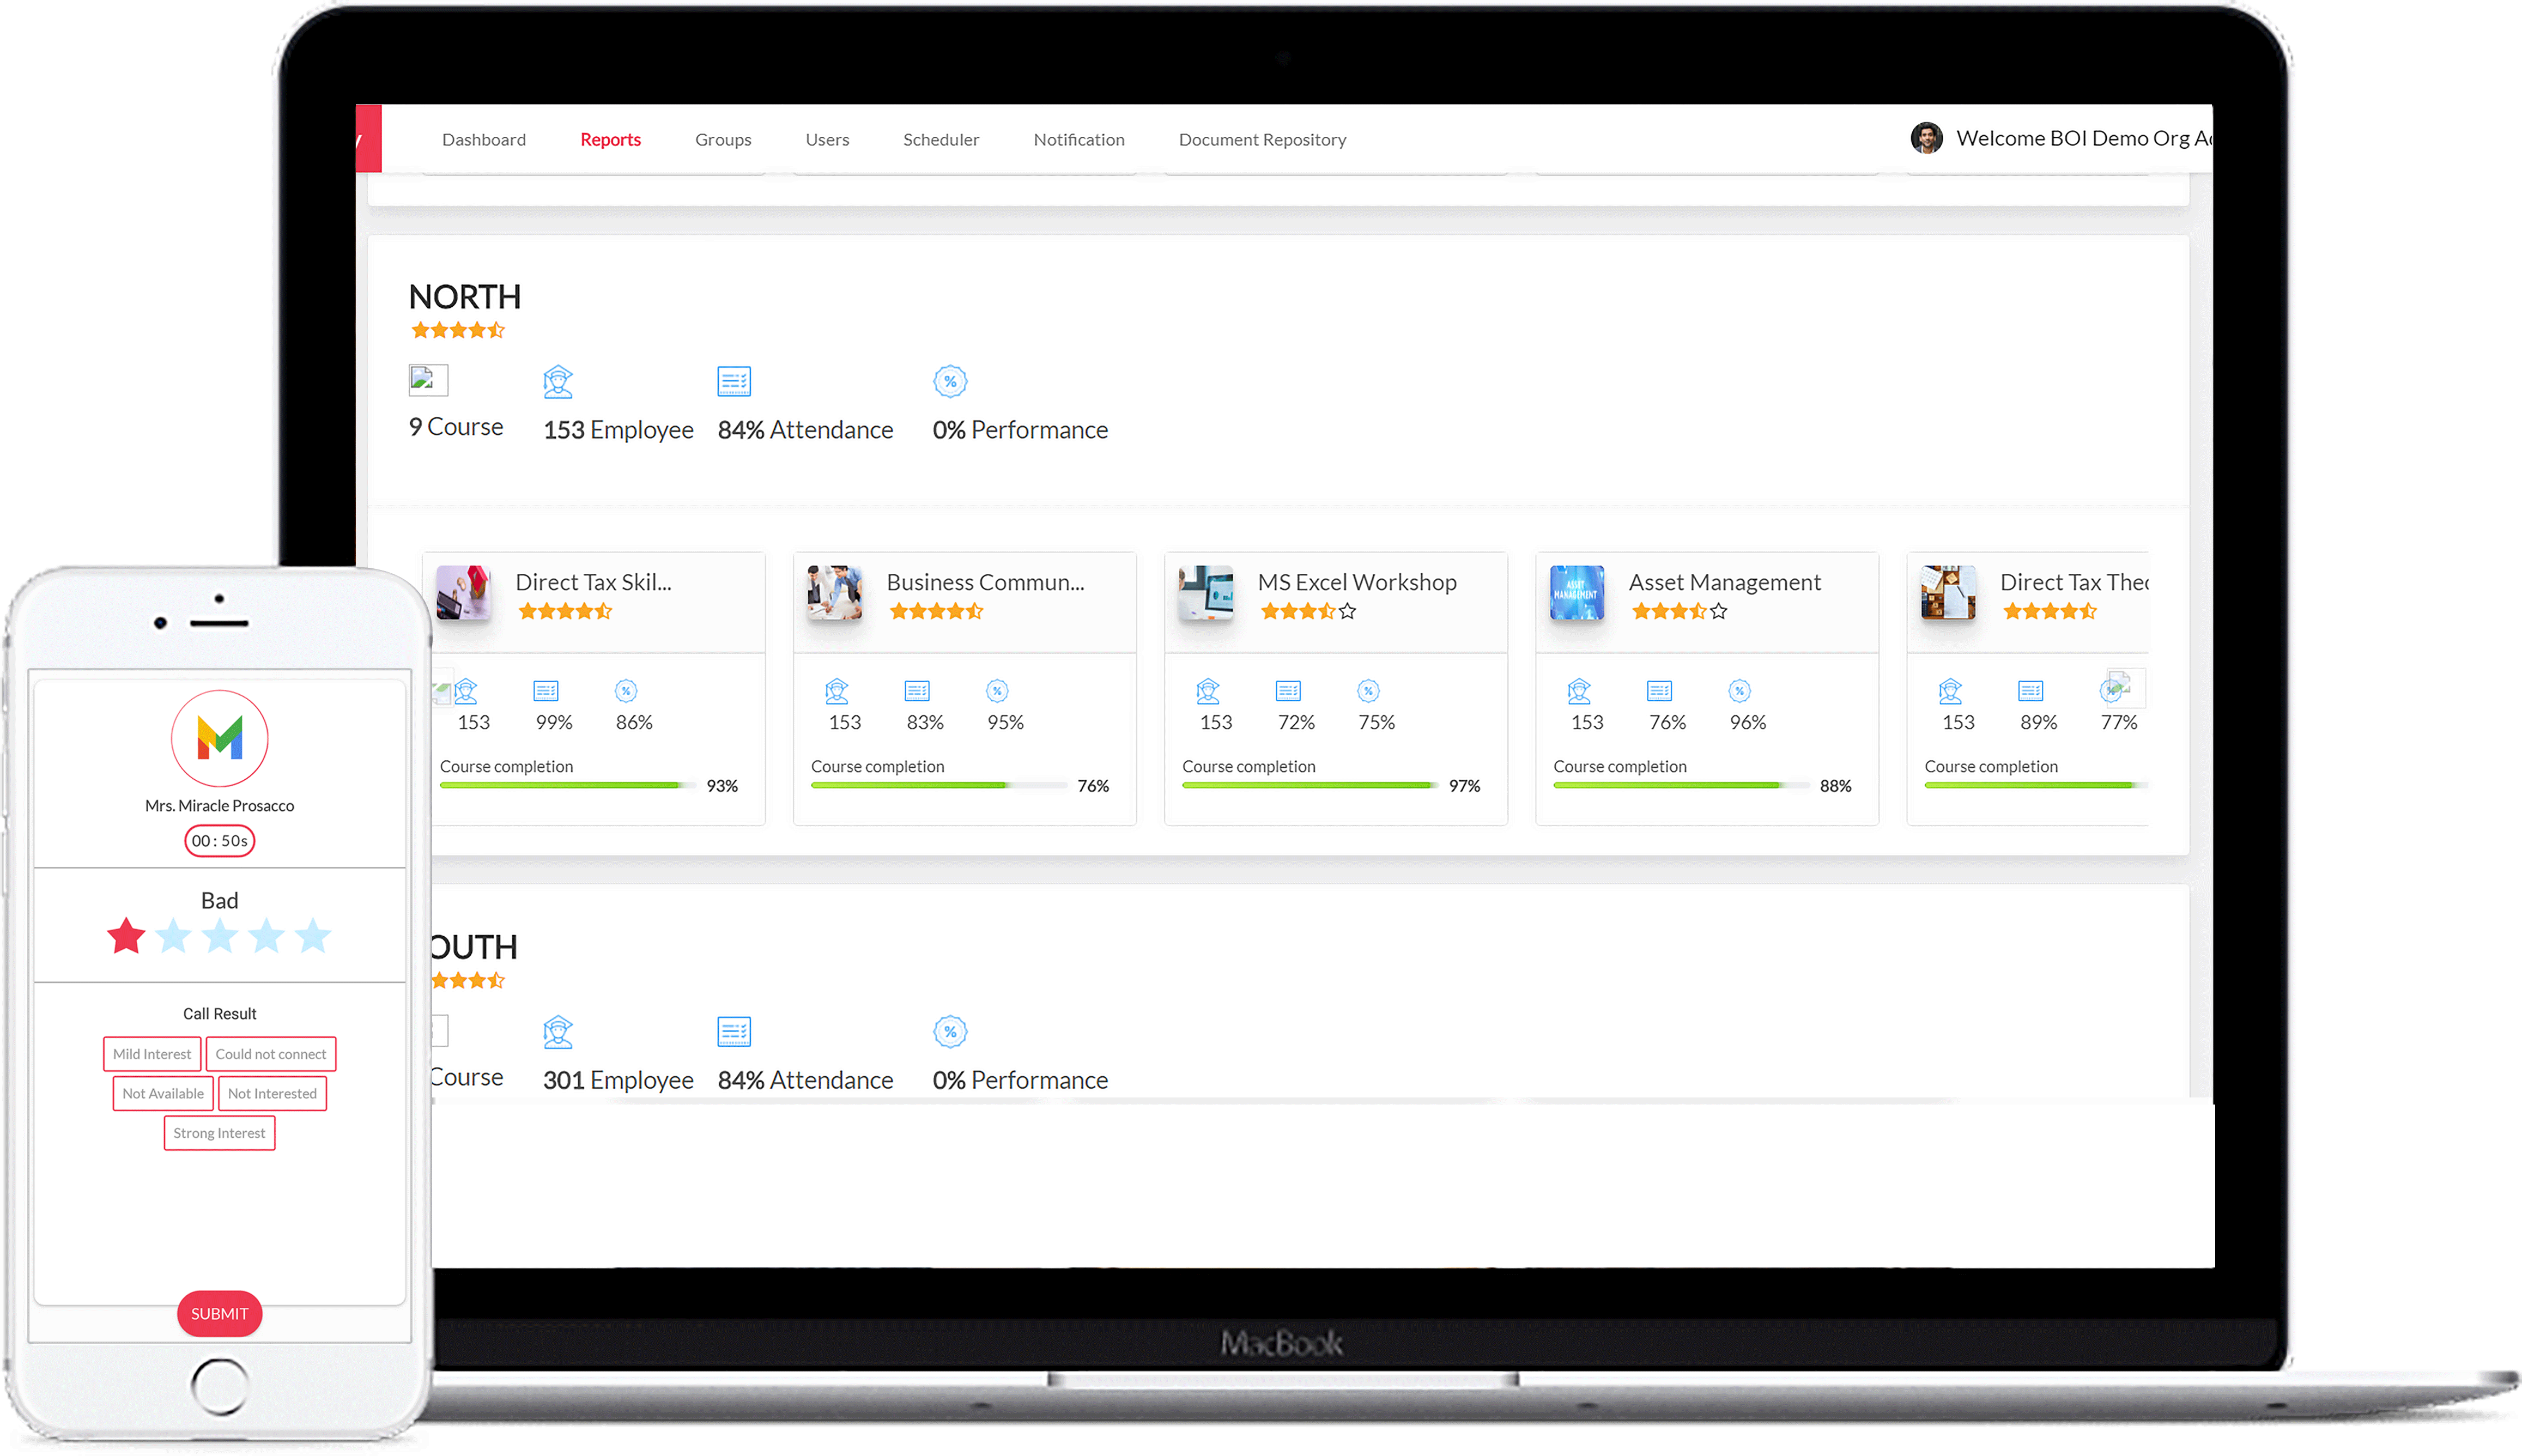 Dashboard Reports Groups Users Scheduler Notification Document Repository Welcome BOI Demo Org
NORTH
9 Course 153 Employee 84% Attendance 0% Performance
Direct Tax Skil... Business Commun... MS Excel Workshop Asset Management Direct Tax
ASSET
MANAGEMENT
153 99% 86% 153 83% 95% 153 72% 75% 153 76% 96% 153 89% 77%
Course completion Course completion Course completion Course completion Course completion
93% 76% 97% 88%
OUTH
Course 301 Employee 84% Attendance 0% Performance
MacBook
Mrs. Miracle Prosacco
00 : 50s
Bad
Call Result
Mild Interest Could not connect
Not Available Not Interested
Strong Interest
SUBMIT